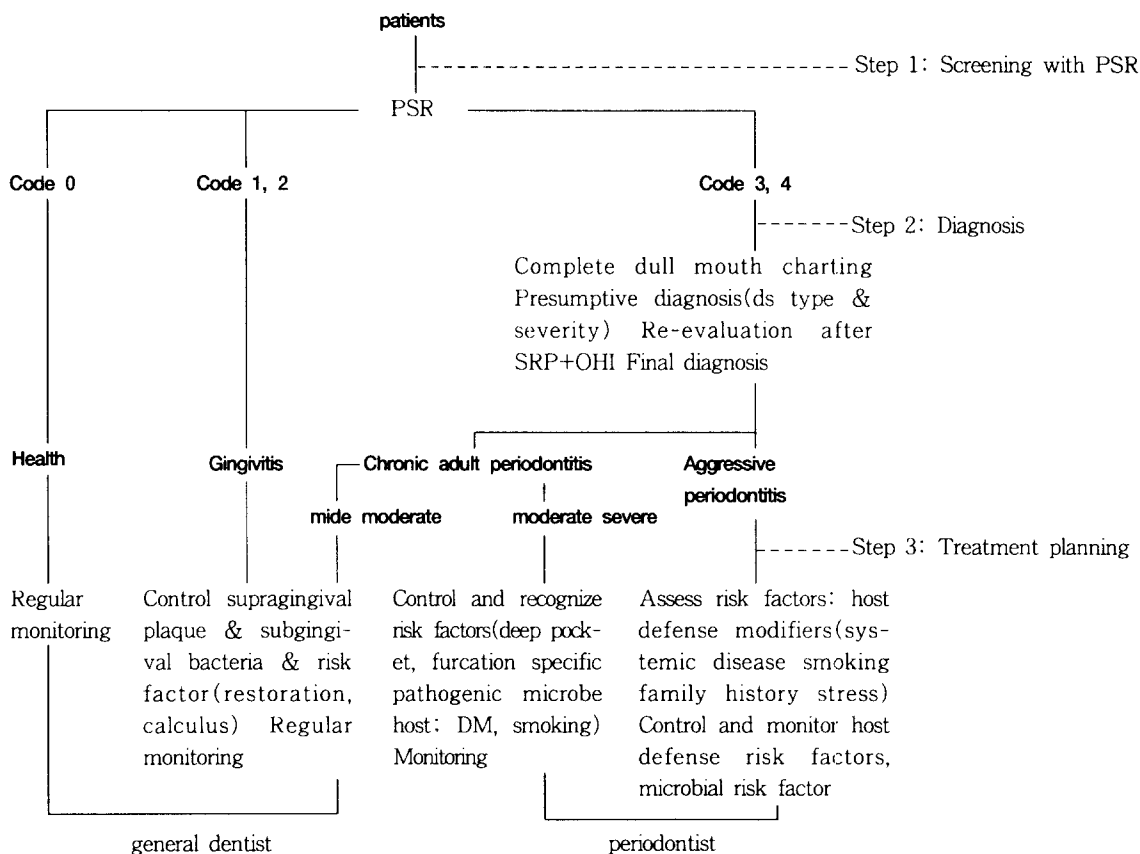 patients
Step 1: Screening with PSR
PSR
Code 0
Code 1, 2
Code 3, 4
Step 2: Diagnosis
Complete dull mouth charting
Presumptive diagnosis(ds type &
severity) Re-evaluation after
SRP+OHI Final diagnosis
Health
Gingivitis
Chronic adult periodontitis
Aggressive
periodontitis
mide moderate
moderate severe
Step 3: Treatment planning
Regular
monitoring
Control supragingival
plaque & subgingi-
val bacteria & risk
factor(restoration,
calculus) Regular
monitoring
Control and recognize
risk factors(deep pock-
et, furcation specific
pathogenic microbe
host; DM, smoking)
Monitoring
Assess risk factors: host
defense modifiers(sys-
temic disease smoking
family history stress)
Control and monitor host
defense risk factors,
microbial risk factor
general dentist
periodontist